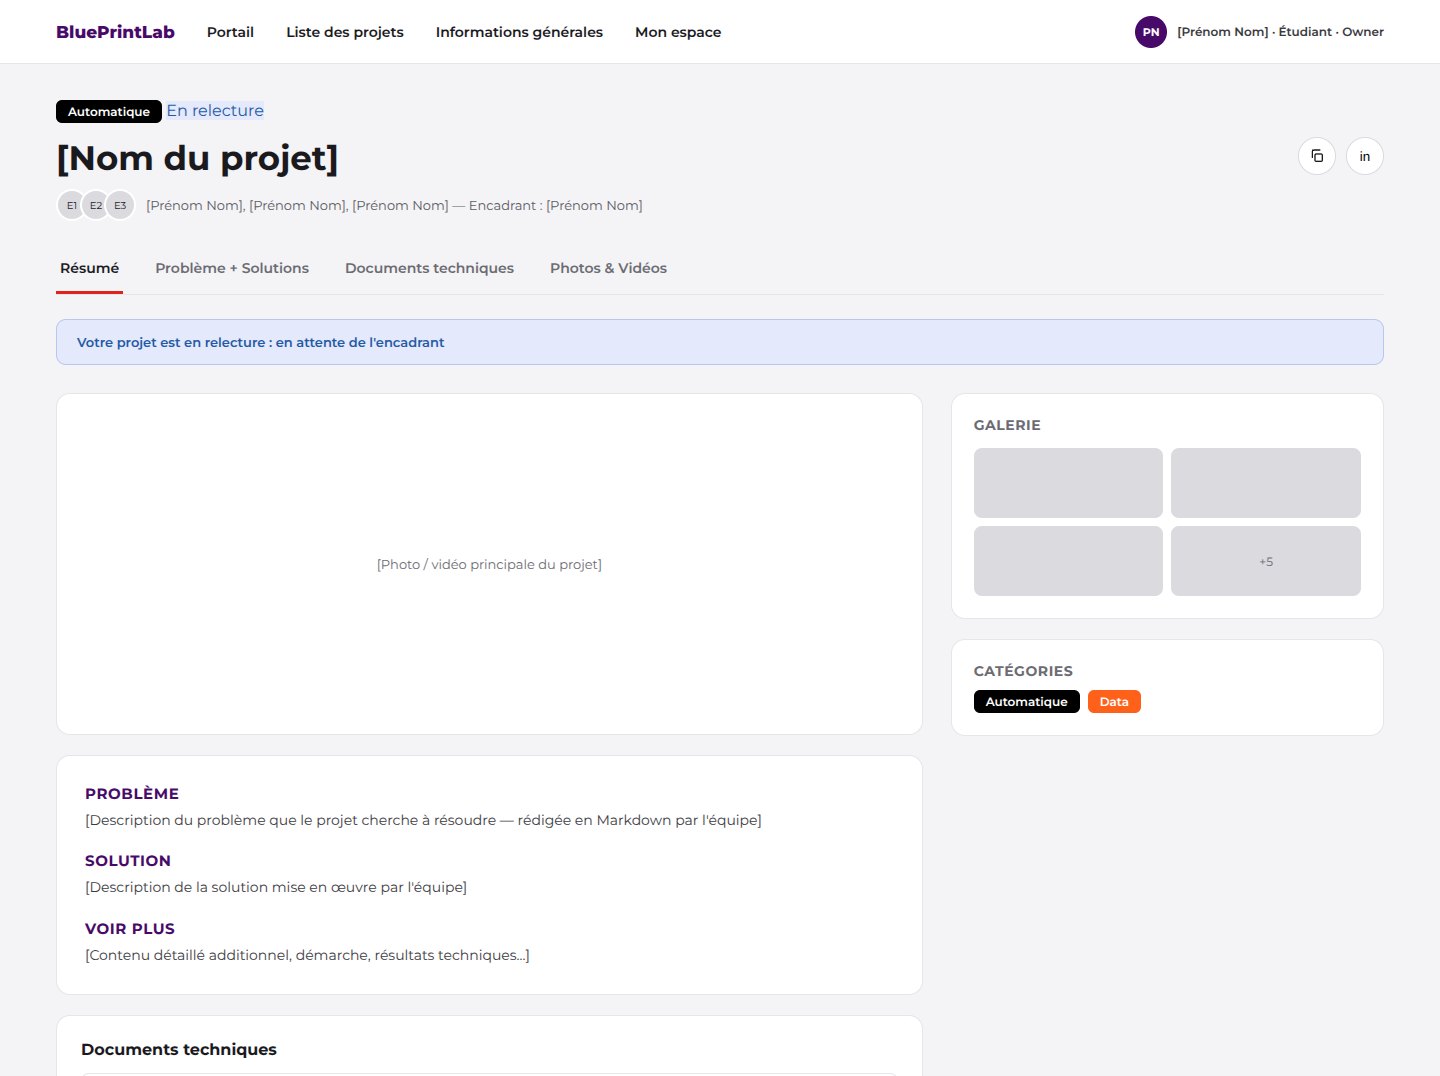 BluePrintLab Portail Liste des projets Informations générales Mon espace PN [Prénom Nom] · Étudiant · Owner
Automatique En relecture
[Nom du projet]
in
E1 E2 E3 [Prénom Nom], [Prénom Nom], [Prénom Nom] — Encadrant : [Prénom Nom]
Résumé Problème + Solutions Documents techniques Photos & Vidéos
Votre projet est en relecture : en attente de l'encadrant
[Photo / vidéo principale du projet]
GALERIE
+5
CATÉGORIES
Automatique Data
PROBLÈME
[Description du problème que le projet cherche à résoudre — rédigée en Markdown par l'équipe]
SOLUTION
[Description de la solution mise en œuvre par l'équipe]
VOIR PLUS
[Contenu détaillé additionnel, démarche, résultats techniques...]
Documents techniques